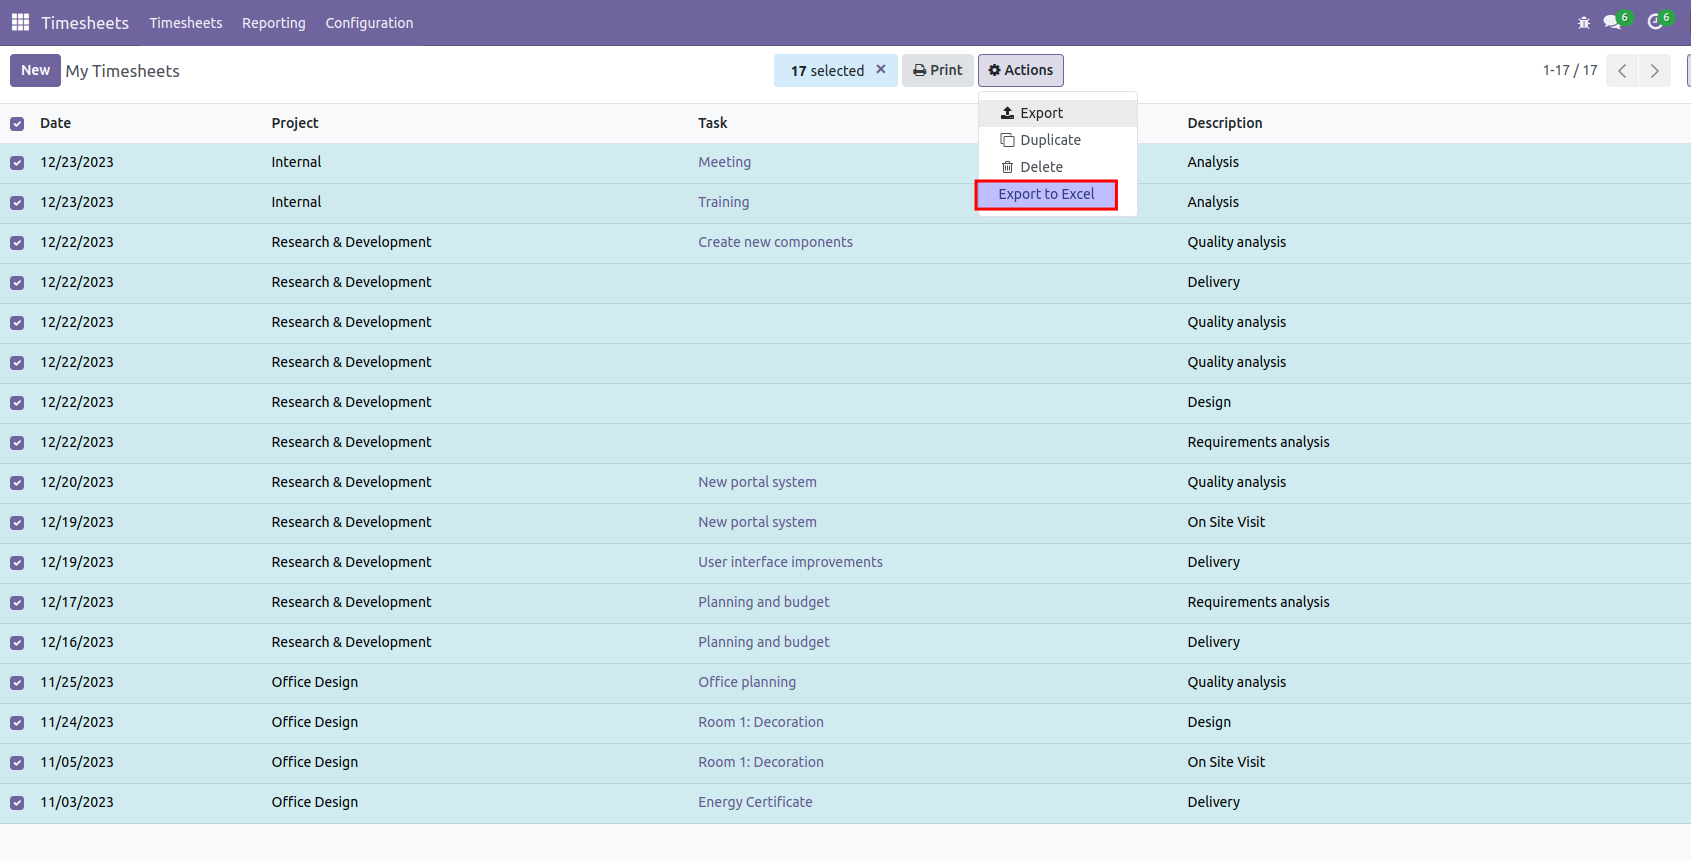 Timesheets Timesheets Reporting Configuration 6 6
New My Timesheets 17 selected × Print Actions 1-17 / 17
Export
Duplicate
Delete
Export to Excel
Date Project Task Description
12/23/2023 Internal Meeting Analysis
12/23/2023 Internal Training Analysis
12/22/2023 Research & Development Create new components Quality analysis
12/22/2023 Research & Development Delivery
12/22/2023 Research & Development Quality analysis
12/22/2023 Research & Development Quality analysis
12/22/2023 Research & Development Design
12/22/2023 Research & Development Requirements analysis
12/20/2023 Research & Development New portal system Quality analysis
12/19/2023 Research & Development New portal system On Site Visit
12/19/2023 Research & Development User interface improvements Delivery
12/17/2023 Research & Development Planning and budget Requirements analysis
12/16/2023 Research & Development Planning and budget Delivery
11/25/2023 Office Design Office planning Quality analysis
11/24/2023 Office Design Room 1: Decoration Design
11/05/2023 Office Design Room 1: Decoration On Site Visit
11/03/2023 Office Design Energy Certificate Delivery